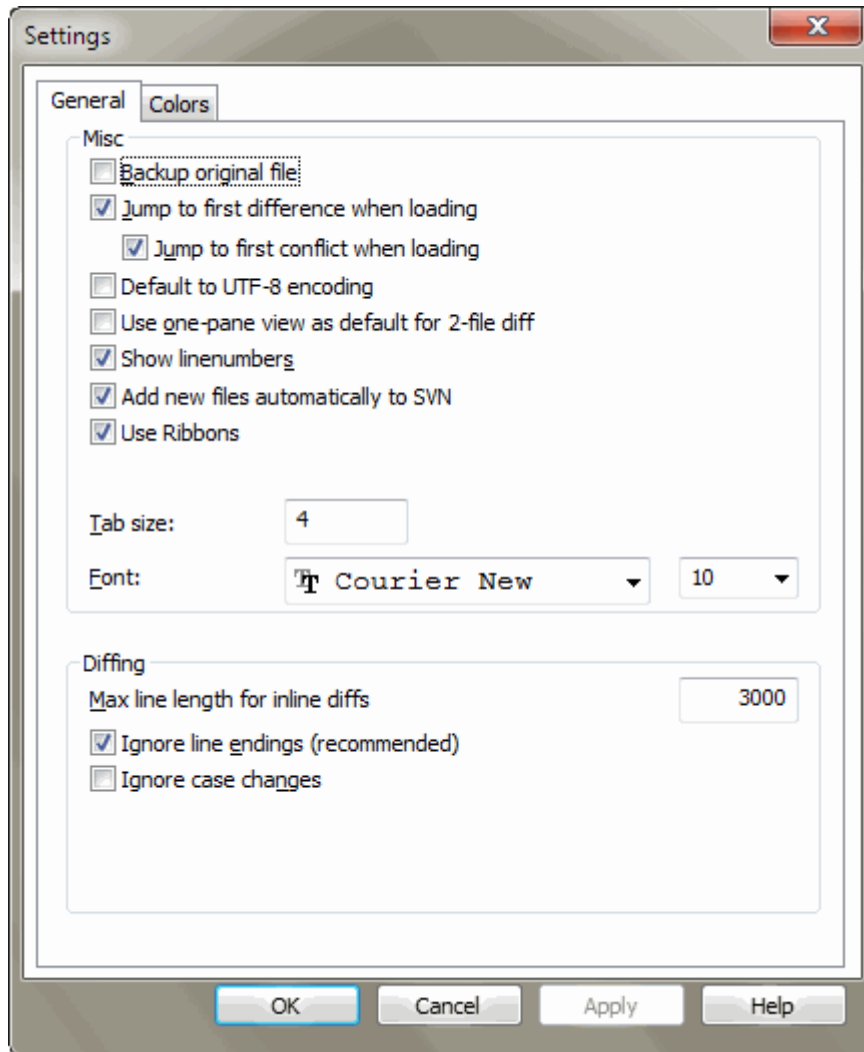 Settings
General Colors
Misc
Backup original file
Jump to first difference when loading
Jump to first conflict when loading
Default to UTF-8 encoding
Use one-pane view as default for 2-file diff
Show linenumbers
Add new files automatically to SVN
Use Ribbons
Tab size: 4
Font: Courier New 10
Diffing
Max line length for inline diffs 3000
Ignore line endings (recommended)
Ignore case changes
OK Cancel Apply Help